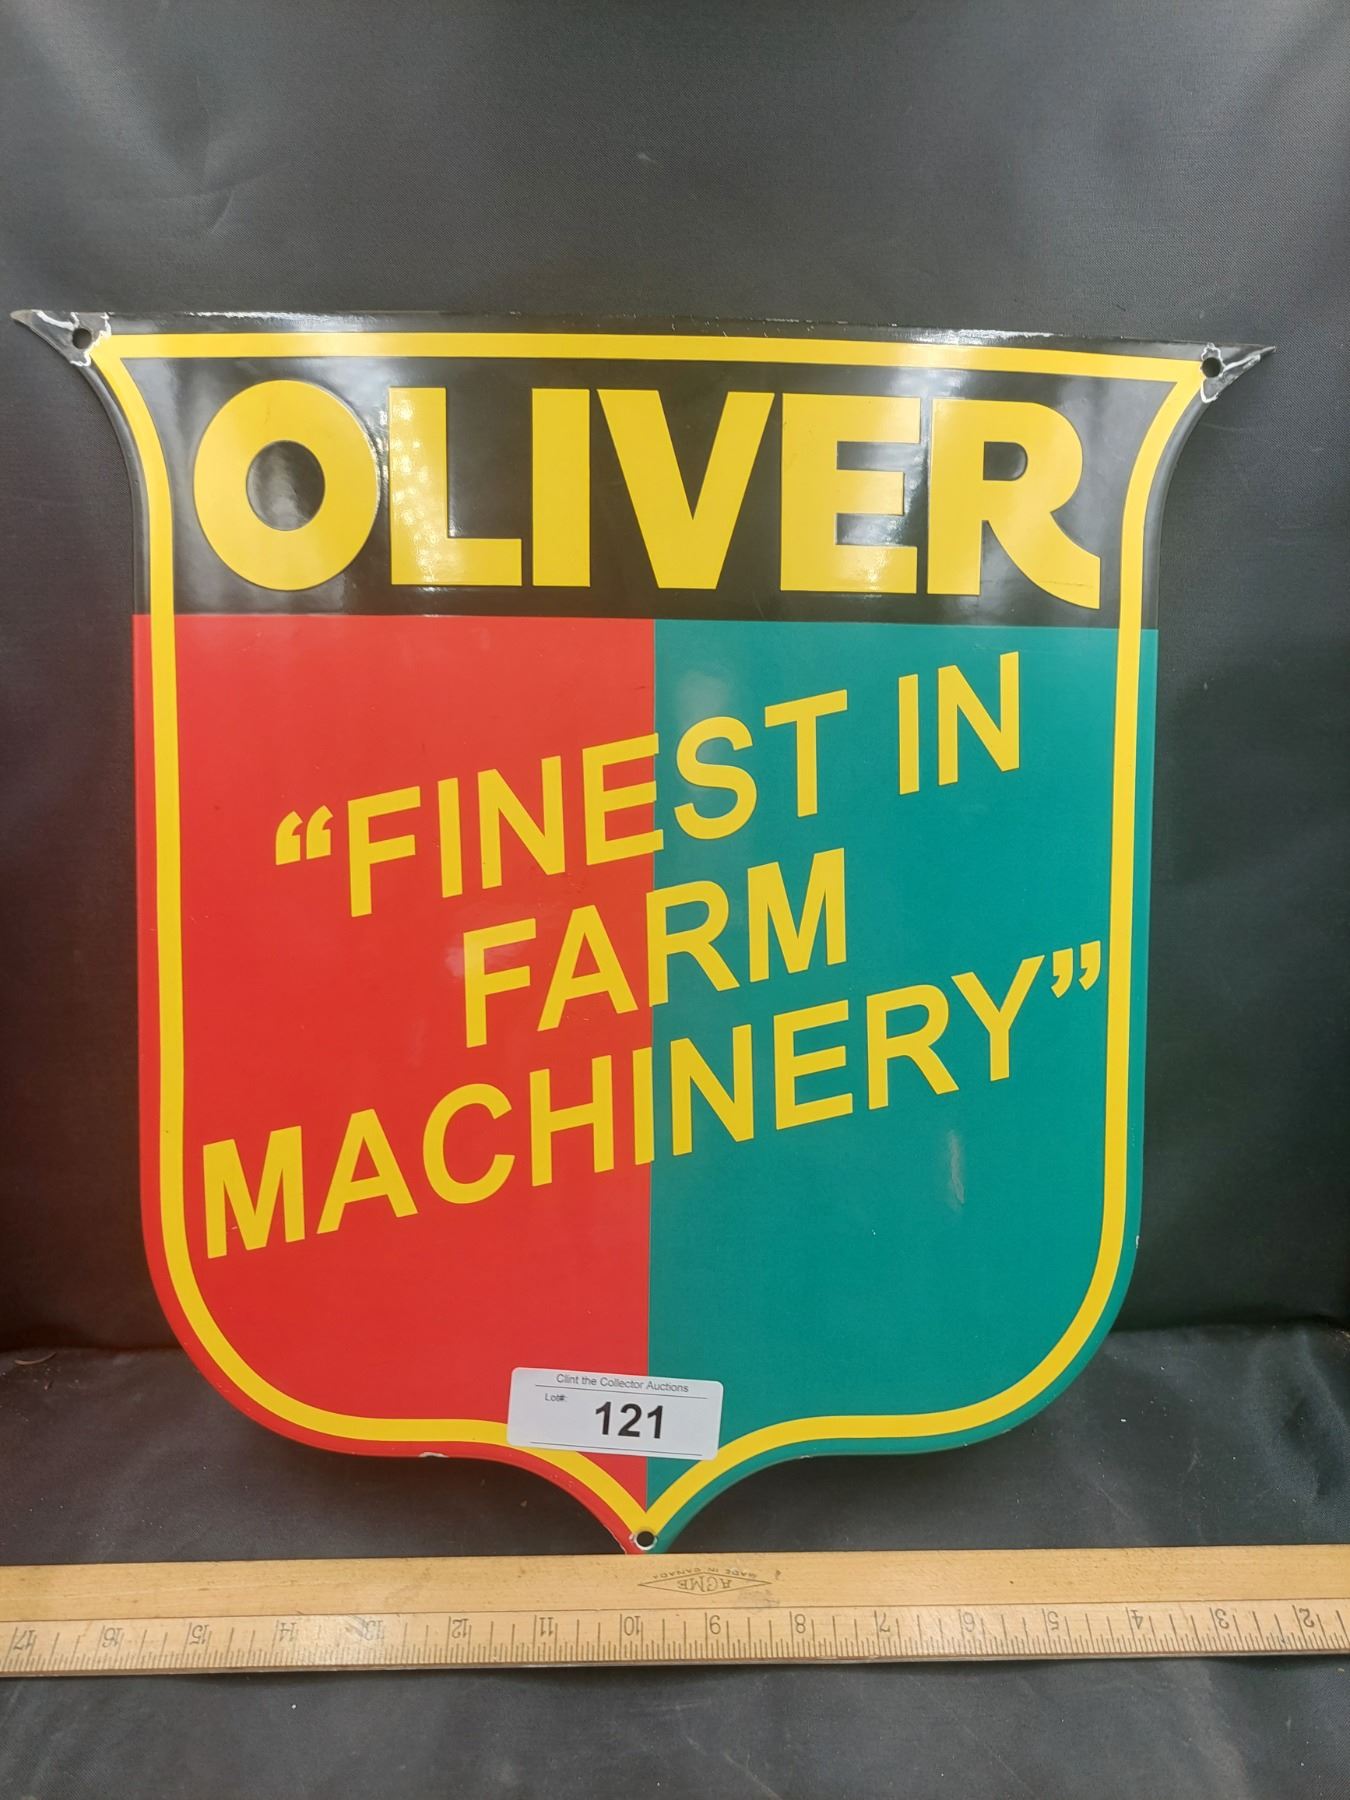 OLIVER
“FINEST IN
FARM
MACHINERY”
Clint the Collector Auctions
Lot#:
121
ACME
MADE IN CANADA
17 16 15 14 13 12 11 10 9 8 7 6 5 4 3 2